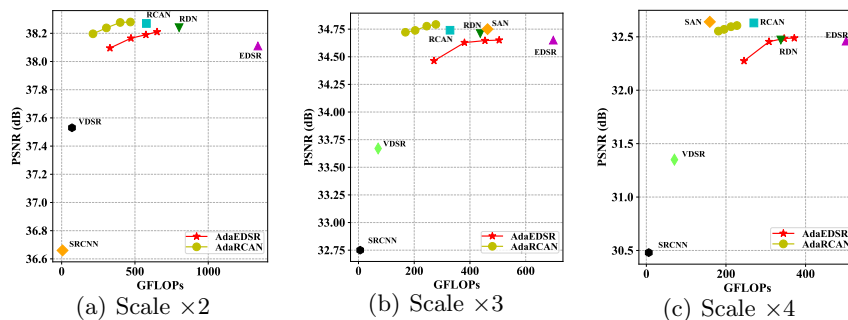 38.2
38.0
37.8
37.6
37.4
37.2
37.0
36.8
36.6
PSNR (dB)
RCAN
RDN
EDSR
VDSR
SRCNN
AdaEDSR
AdaRCAN
0
500
1000
GFLOPs
(a) Scale ×2
34.75
34.50
34.25
34.00
33.75
33.50
33.25
33.00
32.75
PSNR (dB)
SAN
RCAN
RDN
EDSR
VDSR
SRCNN
AdaEDSR
AdaRCAN
0
200
400
600
GFLOPs
(b) Scale ×3
32.5
32.0
31.5
31.0
30.5
PSNR (dB)
SAN
RCAN
RDN
EDSR
VDSR
SRCNN
AdaEDSR
AdaRCAN
0
200
400
GFLOPs
(c) Scale ×4